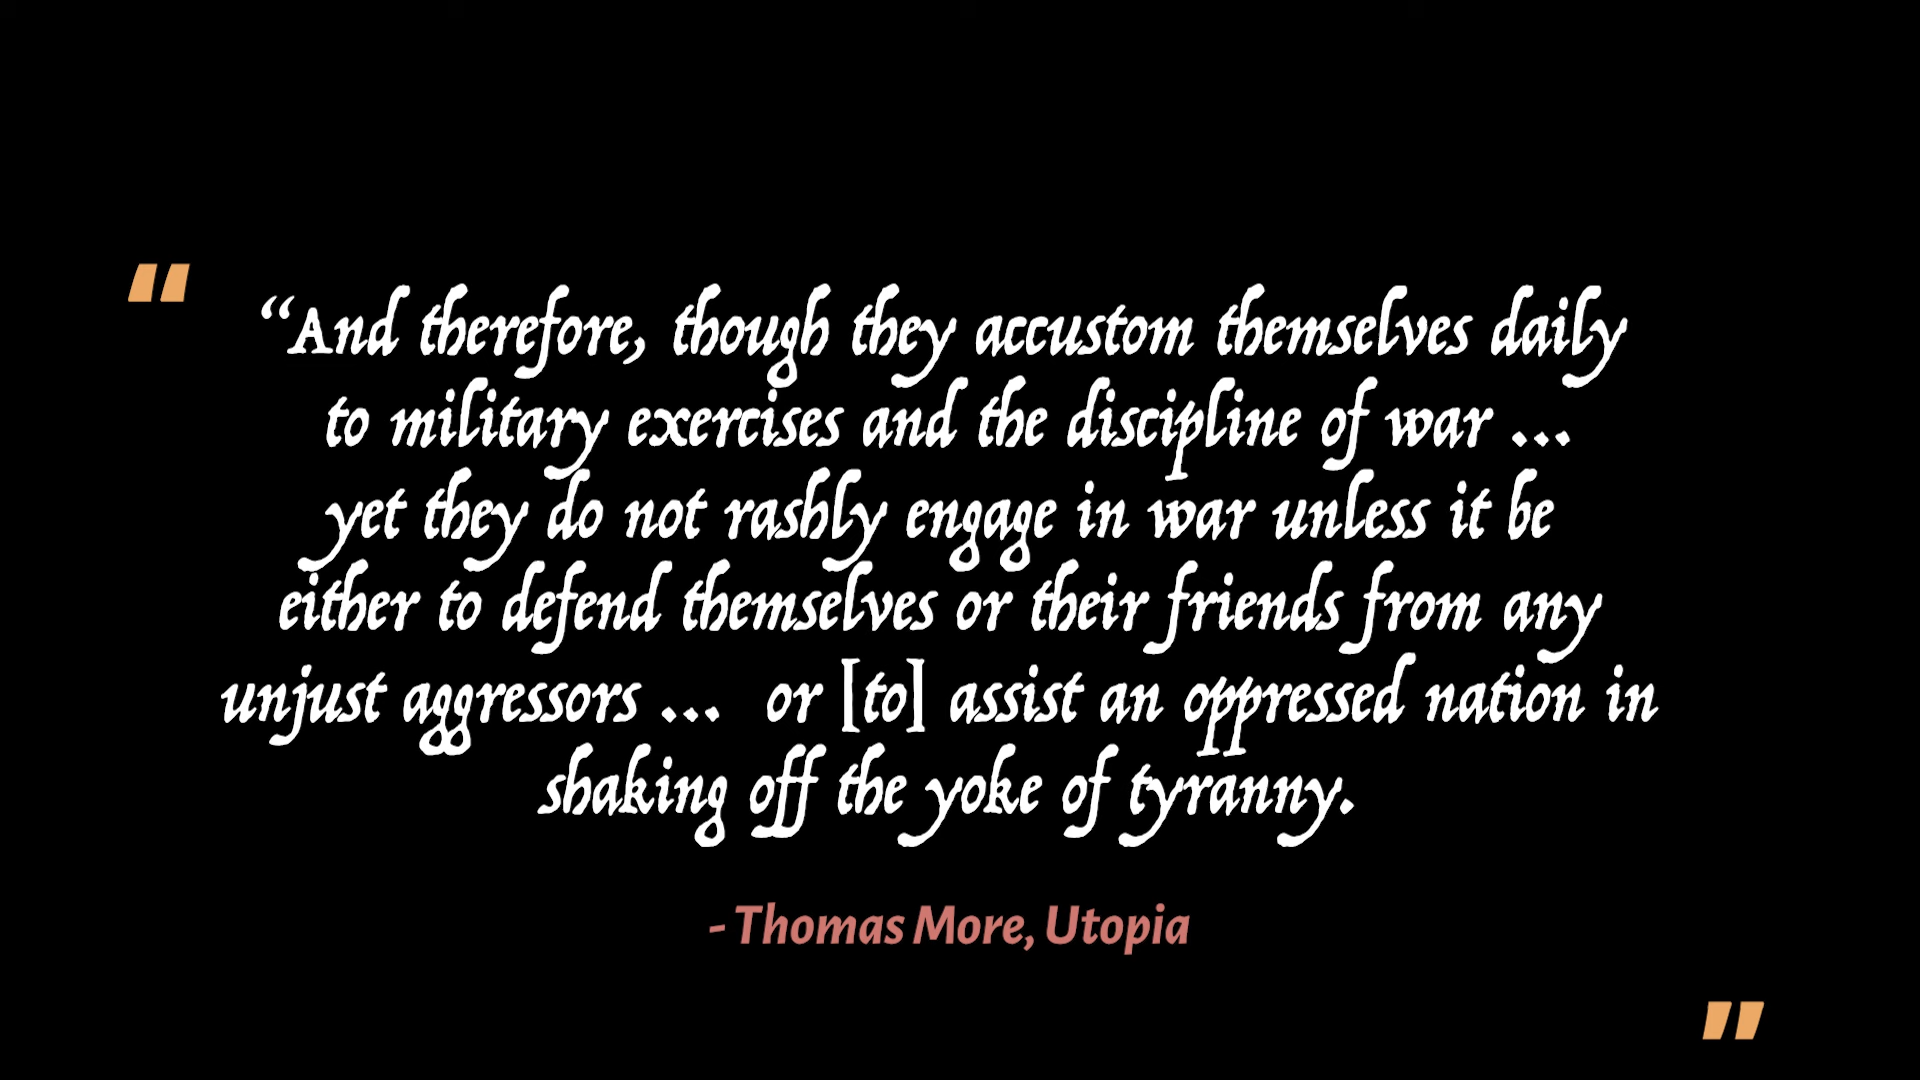 "
“And therefore, though they accustom themselves daily
to military exercises and the discipline of war ...
yet they do not rashly engage in war unless it be
either to defend themselves or their friends from any
unjust aggressors ...  or [to] assist an oppressed nation in
shaking off the yoke of tyranny.
- Thomas More, Utopia
"